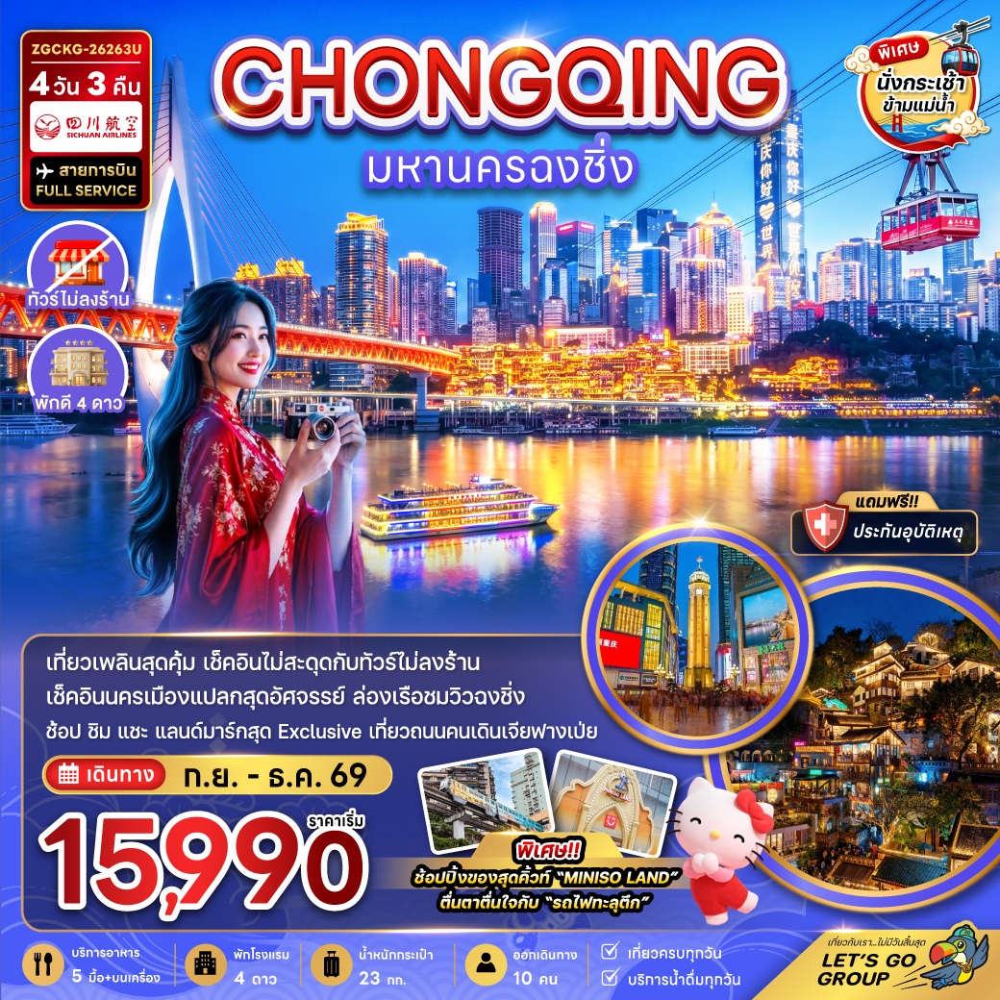 ZGCKG-26263U
4 วัน 3 คืน
四川航空
SICHUAN AIRLINES
สายการบิน
FULL SERVICE
CHONGQING
มหานครฉงชิ่ง
พิเศษ
นั่งกระเช้า
ข้ามแม่น้ำ
重庆你好♥世界
你好♥世界
ทัวร์ไม่ลงร้าน
พักดี 4 ดาว
แถมฟรี!!
ประกันอุบัติเหตุ
เที่ยวเพลินสุดคุ้ม เช็คอินไม่สะดุดกับทัวร์ไม่ลงร้าน
เช็คอินนครเมืองแปลกสุดอัศจรรย์ ล่องเรือชมวิวฉงชิ่ง
ช้อป ชิม แชะ แลนด์มาร์กสุด Exclusive เที่ยวถนนคนเดินเจียฟางเป่ย
เดินทาง ก.ย. - ธ.ค. 69
ราคาเริ่ม
15,990
MINISO LAND
พิเศษ!!
ช้อปปิ้งของสุดคิ้วท์ "MINISO LAND"
ตื่นตาตื่นใจกับ "รถไฟทะลุตึก"
บริการอาหาร
5 มื้อ+บนเครื่อง
พักโรงแรม
4 ดาว
น้ำหนักกระเป๋า
23 กก.
ออกเดินทาง
10 คน
เที่ยวครบทุกวัน
บริการน้ำดื่มทุกวัน
เที่ยวกับเรา...ไม่มีวันสิ้นสุด
LET'S GO
GROUP